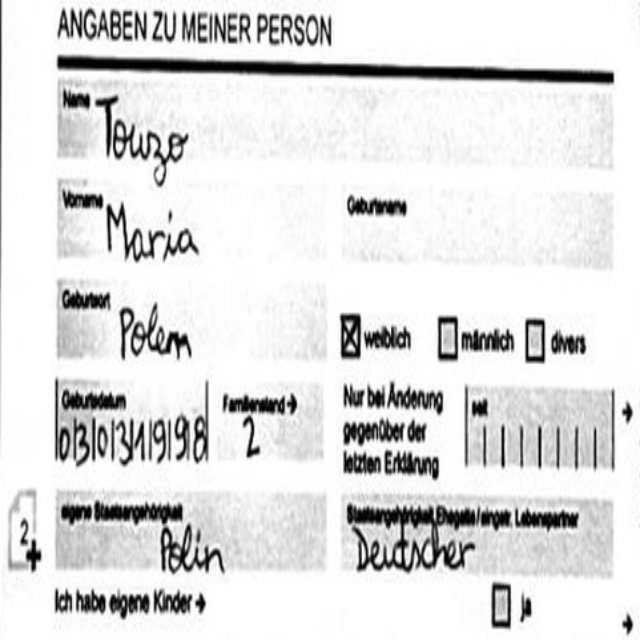 ANGABEN ZU MEINER PERSON
Name
Touzo
Vorname Geburtsname
Maria
Geburtsort
Polem
weiblich männlich divers
Geburtsdatum Familienstand → Nur bei Änderung gegenüber der letzten Erklärung seit →
03031998 2
2 eigene Staatsangehörigkeit Staatsangehörigkeit Ehegatte/eingetr. Lebenspartner
Polin Deutscher
Ich habe eigene Kinder → ja →